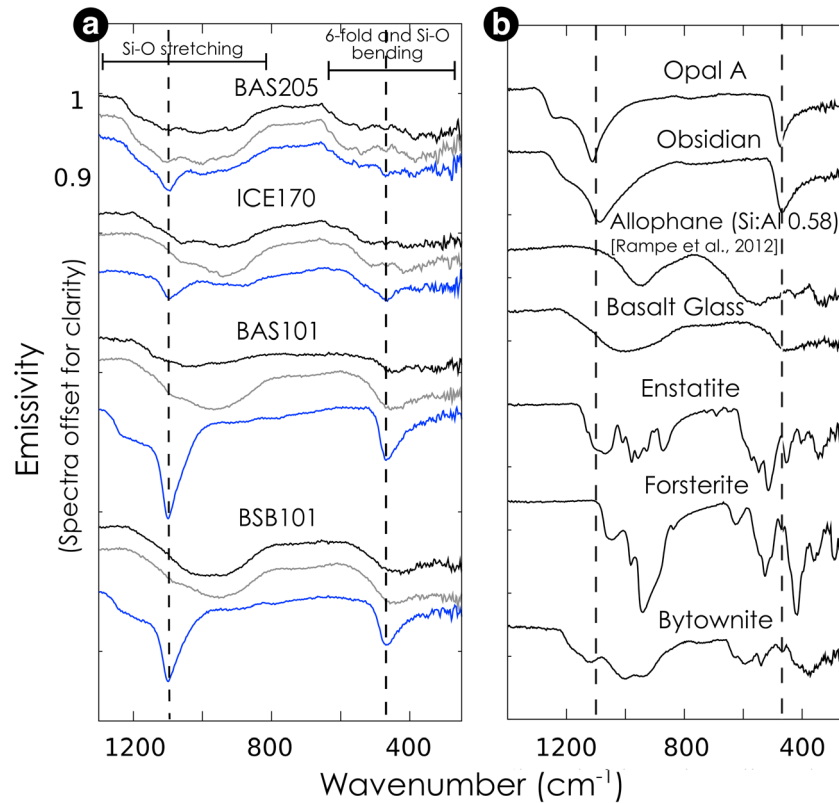 a
Si-O stretching
6-fold and Si-O
bending
BAS205
1
0.9
ICE170
BAS101
BSB101
Emissivity
(Spectra offset for clarity)
1200
800
400
b
Opal A
Obsidian
Allophane (Si:Al 0.58)
[Rampe et al., 2012]
Basalt Glass
Enstatite
Forsterite
Bytownite
1200
800
400
Wavenumber (cm⁻¹)